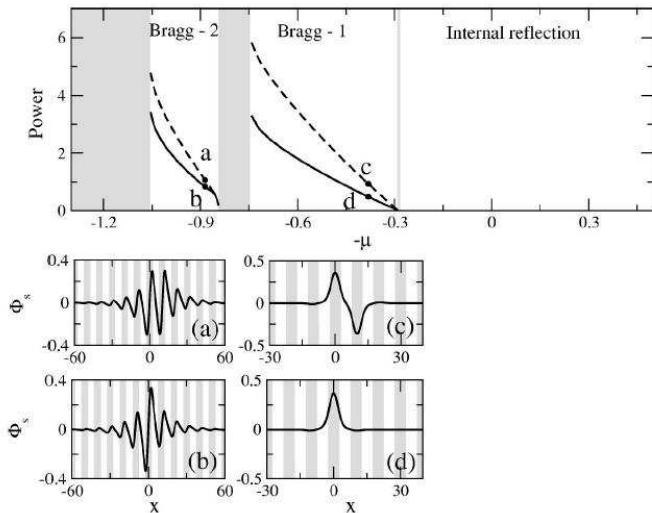 6
4
2
0
Power
Bragg - 2
Bragg - 1
Internal reflection
a
b
c
d
-1.2
-0.9
-0.6
-0.3
0
0.3
-μ
0.4
0
-0.4
Φs
(a)
-60
-30
0
30
60
0.5
0
-0.5
(c)
-30
0
30
0.4
0
-0.4
Φs
(b)
-60
-30
0
30
60
x
0.5
0
-0.5
(d)
-30
0
30
x